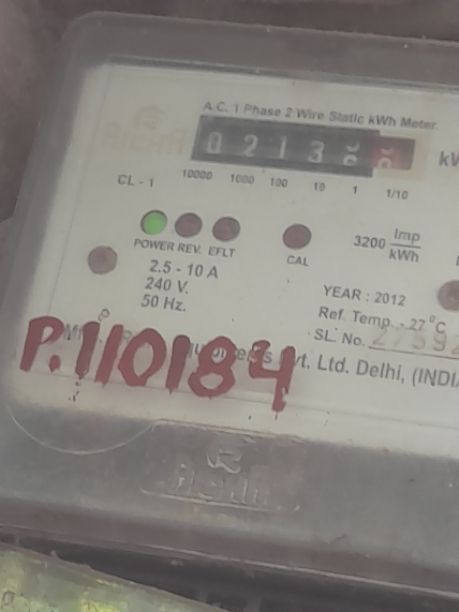 A.C. 1 Phase 2 Wire Static kWh Meter.
0 2 1 3
CL - 1
10000 1000 100 10 1 1/10
POWER REV. EFLT
CAL
3200 Imp/kWh
2.5 - 10 A
240 V.
50 Hz.
YEAR : 2012
Ref. Temp. - 27°C
SL. No.
Pvt. Ltd. Delhi,
P.110184